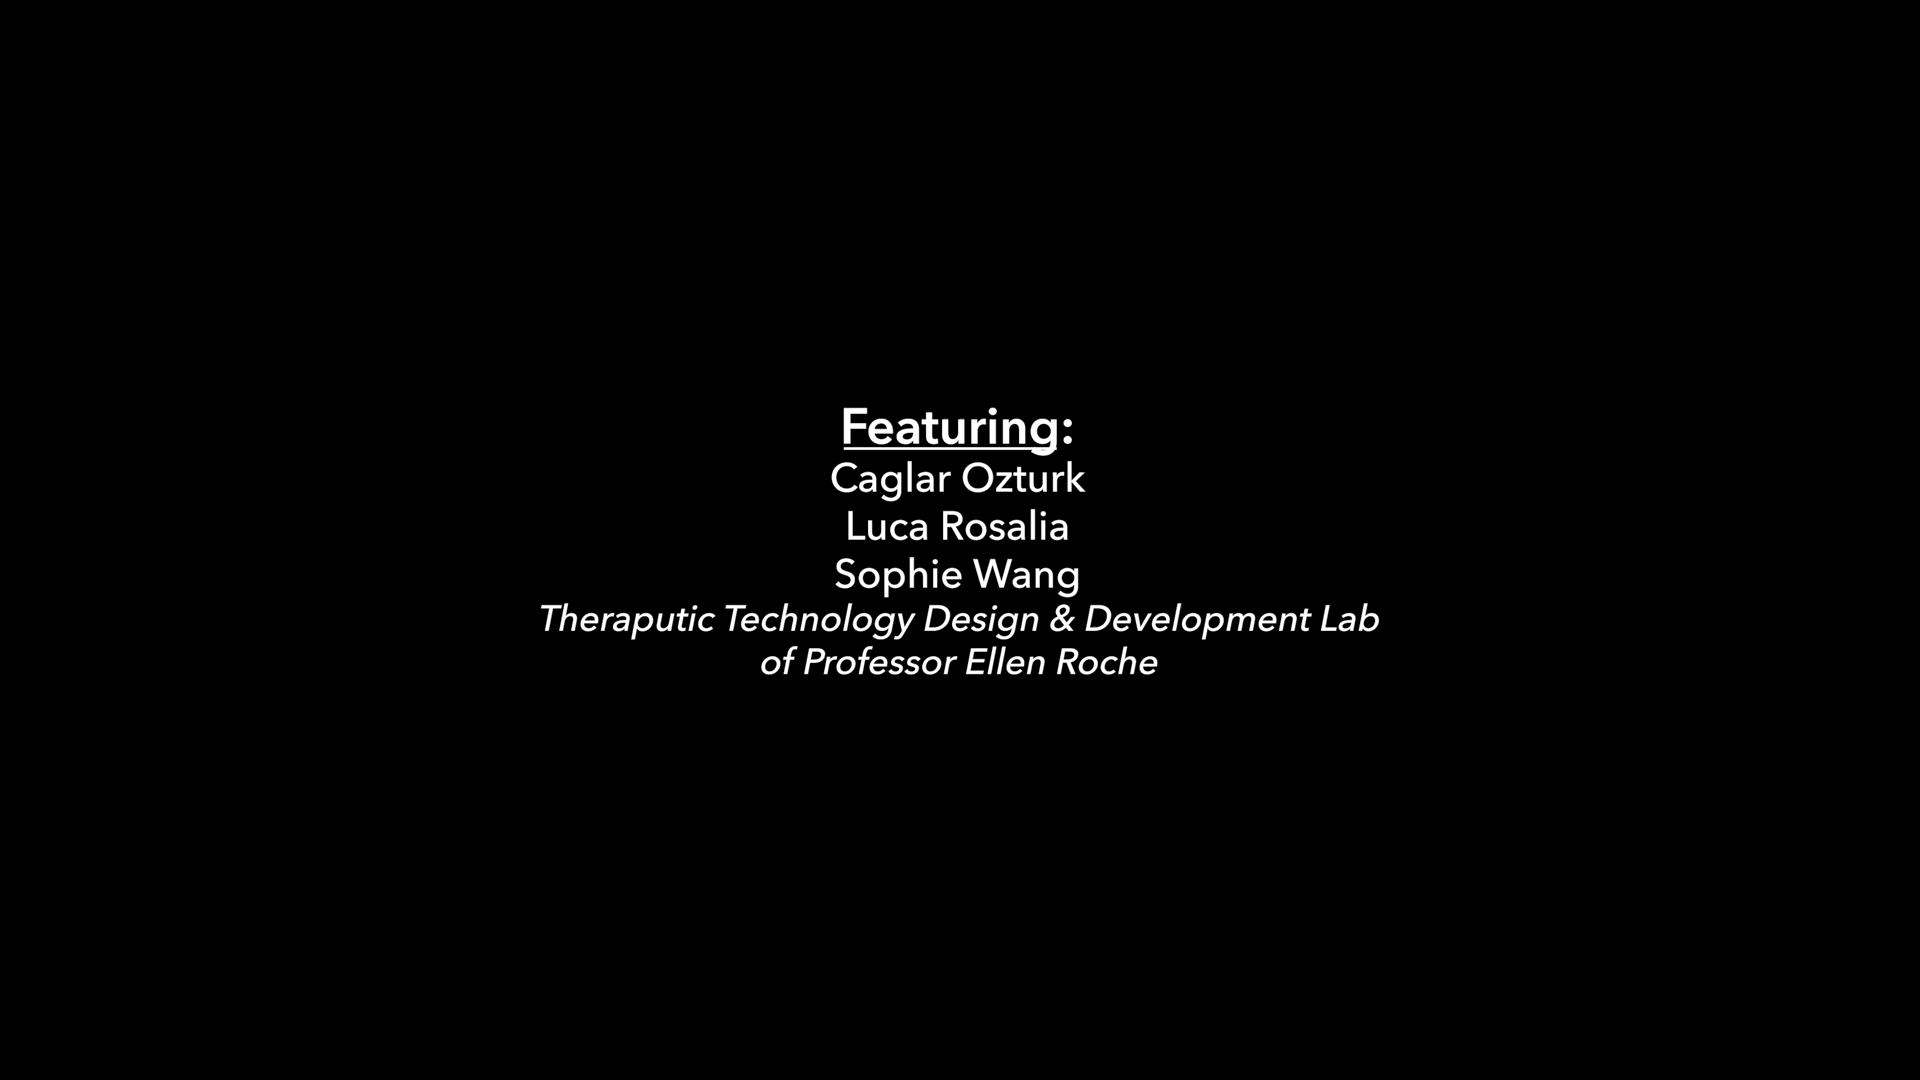 Featuring:
Caglar Ozturk
Luca Rosalia
Sophie Wang
Theraputic Technology Design & Development Lab
of Professor Ellen Roche